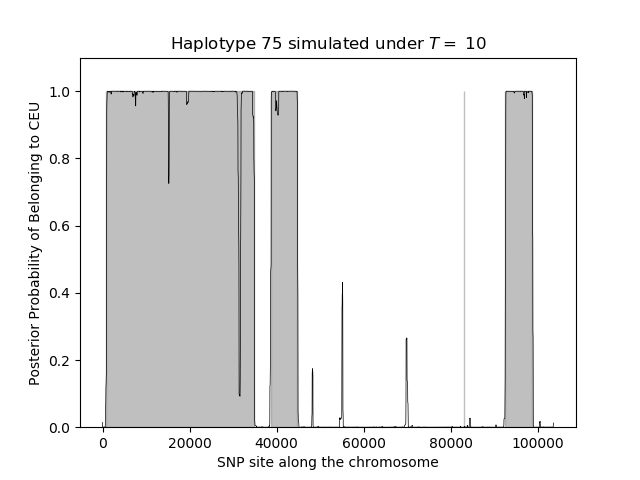 Haplotype 75 simulated under T = 10
Posterior Probability of Belonging to CEU
1.0
0.8
0.6
0.4
0.2
0.0
0 20000 40000 60000 80000 100000
SNP site along the chromosome